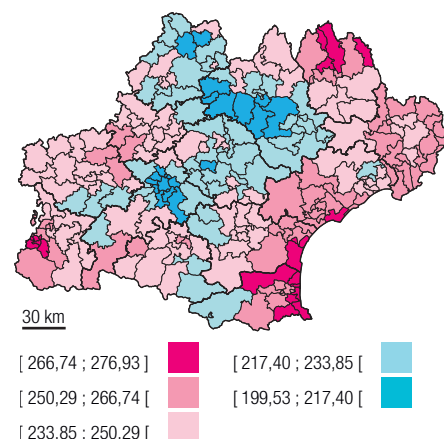 30 km
[ 266,74 ; 276,93 ]
[ 217,40 ; 233,85 [
[ 250,29 ; 266,74 [
[ 199,53 ; 217,40 [
[ 233,85 ; 250,29 [